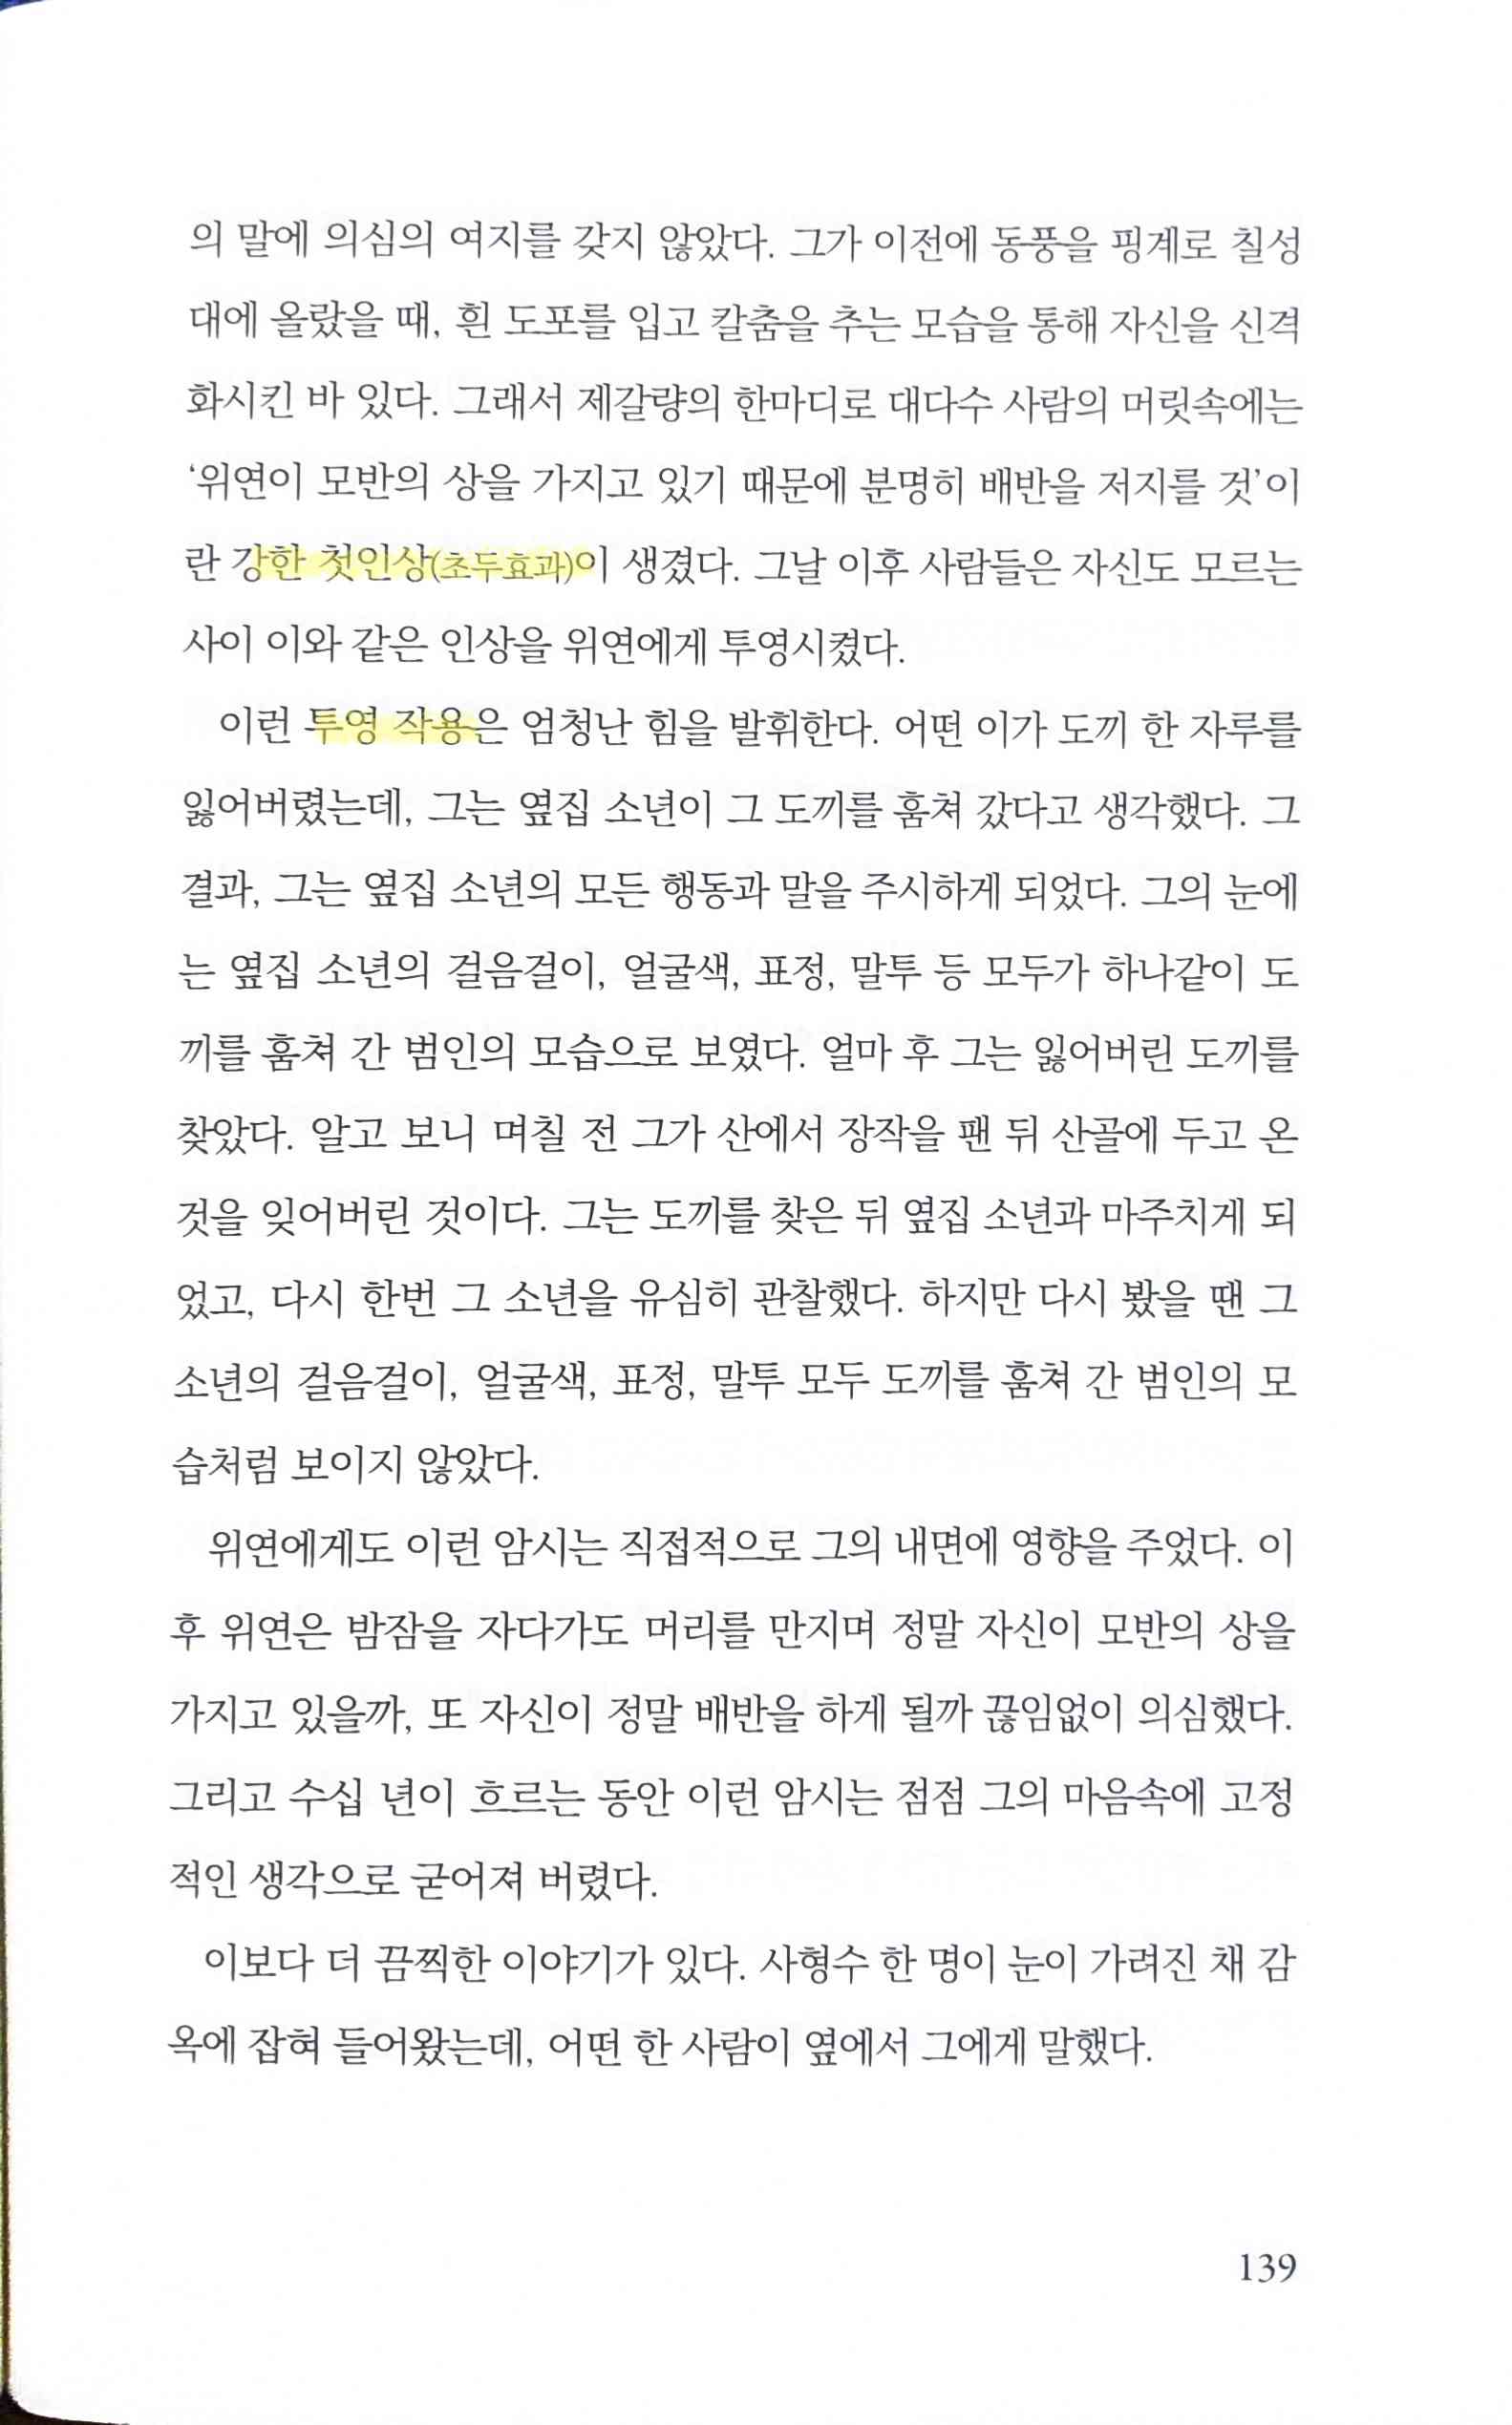 의 말에 의심의 여지를 갖지 않았다. 그가 이전에 동풍을 핑계로 칠성
대에 올랐을 때, 흰 도포를 입고 칼춤을 추는 모습을 통해 자신을 신격
화시킨 바 있다. 그래서 제갈량의 한마디로 대다수 사람의 머릿속에는
‘위연이 모반의 상을 가지고 있기 때문에 분명히 배반을 저지를 것’이
란 강한 첫인상(초두효과)이 생겼다. 그날 이후 사람들은 자신도 모르는
사이 이와 같은 인상을 위연에게 투영시켰다.
이런 투영 작용은 엄청난 힘을 발휘한다. 어떤 이가 도끼 한 자루를
잃어버렸는데, 그는 옆집 소년이 그 도끼를 훔쳐 갔다고 생각했다. 그
결과, 그는 옆집 소년의 모든 행동과 말을 주시하게 되었다. 그의 눈에
는 옆집 소년의 걸음걸이, 얼굴색, 표정, 말투 등 모두가 하나같이 도
끼를 훔쳐 간 범인의 모습으로 보였다. 얼마 후 그는 잃어버린 도끼를
찾았다. 알고 보니 며칠 전 그가 산에서 장작을 팬 뒤 산골에 두고 온
것을 잊어버린 것이다. 그는 도끼를 찾은 뒤 옆집 소년과 마주치게 되
었고, 다시 한번 그 소년을 유심히 관찰했다. 하지만 다시 봤을 땐 그
소년의 걸음걸이, 얼굴색, 표정, 말투 모두 도끼를 훔쳐 간 범인의 모
습처럼 보이지 않았다.
위연에게도 이런 암시는 직접적으로 그의 내면에 영향을 주었다. 이
후 위연은 밤잠을 자다가도 머리를 만지며 정말 자신이 모반의 상을
가지고 있을까, 또 자신이 정말 배반을 하게 될까 끊임없이 의심했다.
그리고 수십 년이 흐르는 동안 이런 암시는 점점 그의 마음속에 고정
적인 생각으로 굳어져 버렸다.
이보다 더 끔찍한 이야기가 있다. 사형수 한 명이 눈이 가려진 채 감
옥에 잡혀 들어왔는데, 어떤 한 사람이 옆에서 그에게 말했다.
139